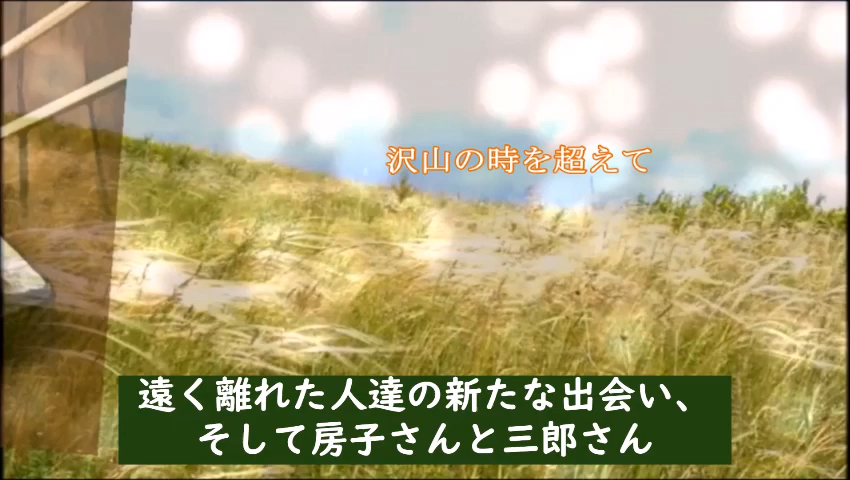 沢山の時を超えて
遠く離れた人達の新たな出会い、
そして房子さんと三郎さん